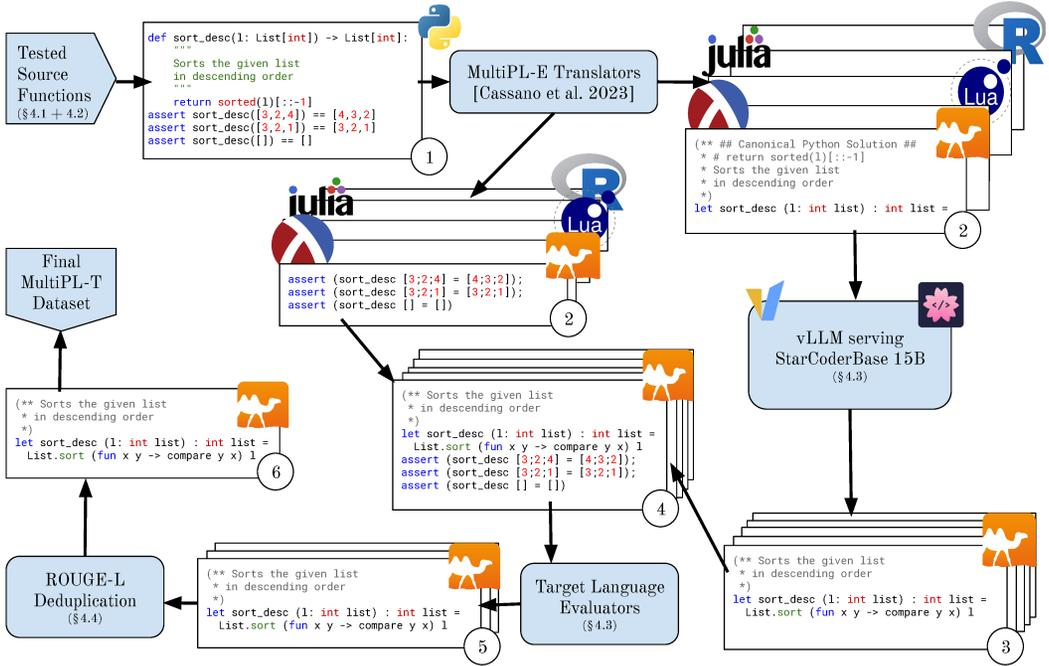 Tested
Source
Functions
(§4.1 + 4.2)
def sort_desc(l: List[int]) -> List[int]:
"""
Sorts the given list
in descending order
"""
return sorted(l)[::-1]
assert sort_desc([3,2,4]) == [4,3,2]
assert sort_desc([3,2,1]) == [3,2,1]
assert sort_desc([]) == []
1
MultiPL-E Translators
[Cassano et al. 2023]
julia
R
Lua
(** ## Canonical Python Solution ##
* # return sorted(l)[::-1]
* Sorts the given list
* in descending order
*)
let sort_desc (l: int list) : int list =
2
julia
R
Lua
assert (sort_desc [3;2;4] = [4;3;2]);
assert (sort_desc [3;2;1] = [3;2;1]);
assert (sort_desc [] = [])
2
vLLM serving
StarCoderBase 15B
(§4.3)
</>
(** Sorts the given list
* in descending order
*)
let sort_desc (l: int list) : int list =
List.sort (fun x y -> compare y x) l
3
(** Sorts the given list
* in descending order
*)
let sort_desc (l: int list) : int list =
List.sort (fun x y -> compare y x) l
assert (sort_desc [3;2;4] = [4;3;2]);
assert (sort_desc [3;2;1] = [3;2;1]);
assert (sort_desc [] = [])
4
Target Language
Evaluators
(§4.3)
(** Sorts the given list
* in descending order
*)
let sort_desc (l: int list) : int list =
List.sort (fun x y -> compare y x) l
5
ROUGE-L
Deduplication
(§4.4)
(** Sorts the given list
* in descending order
*)
let sort_desc (l: int list) : int list =
List.sort (fun x y -> compare y x) l
6
Final
MultiPL-T
Dataset